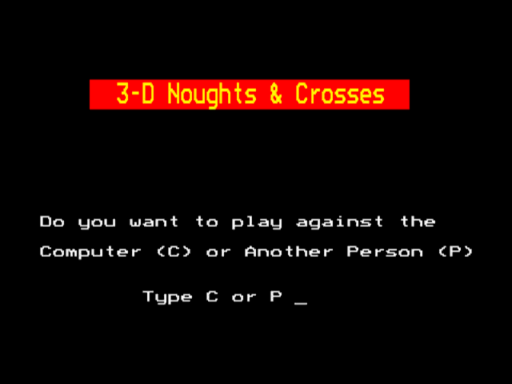 3-D Noughts & Crosses
Do you want to play against the
Computer (C) or Another Person (P)
Type C or P _